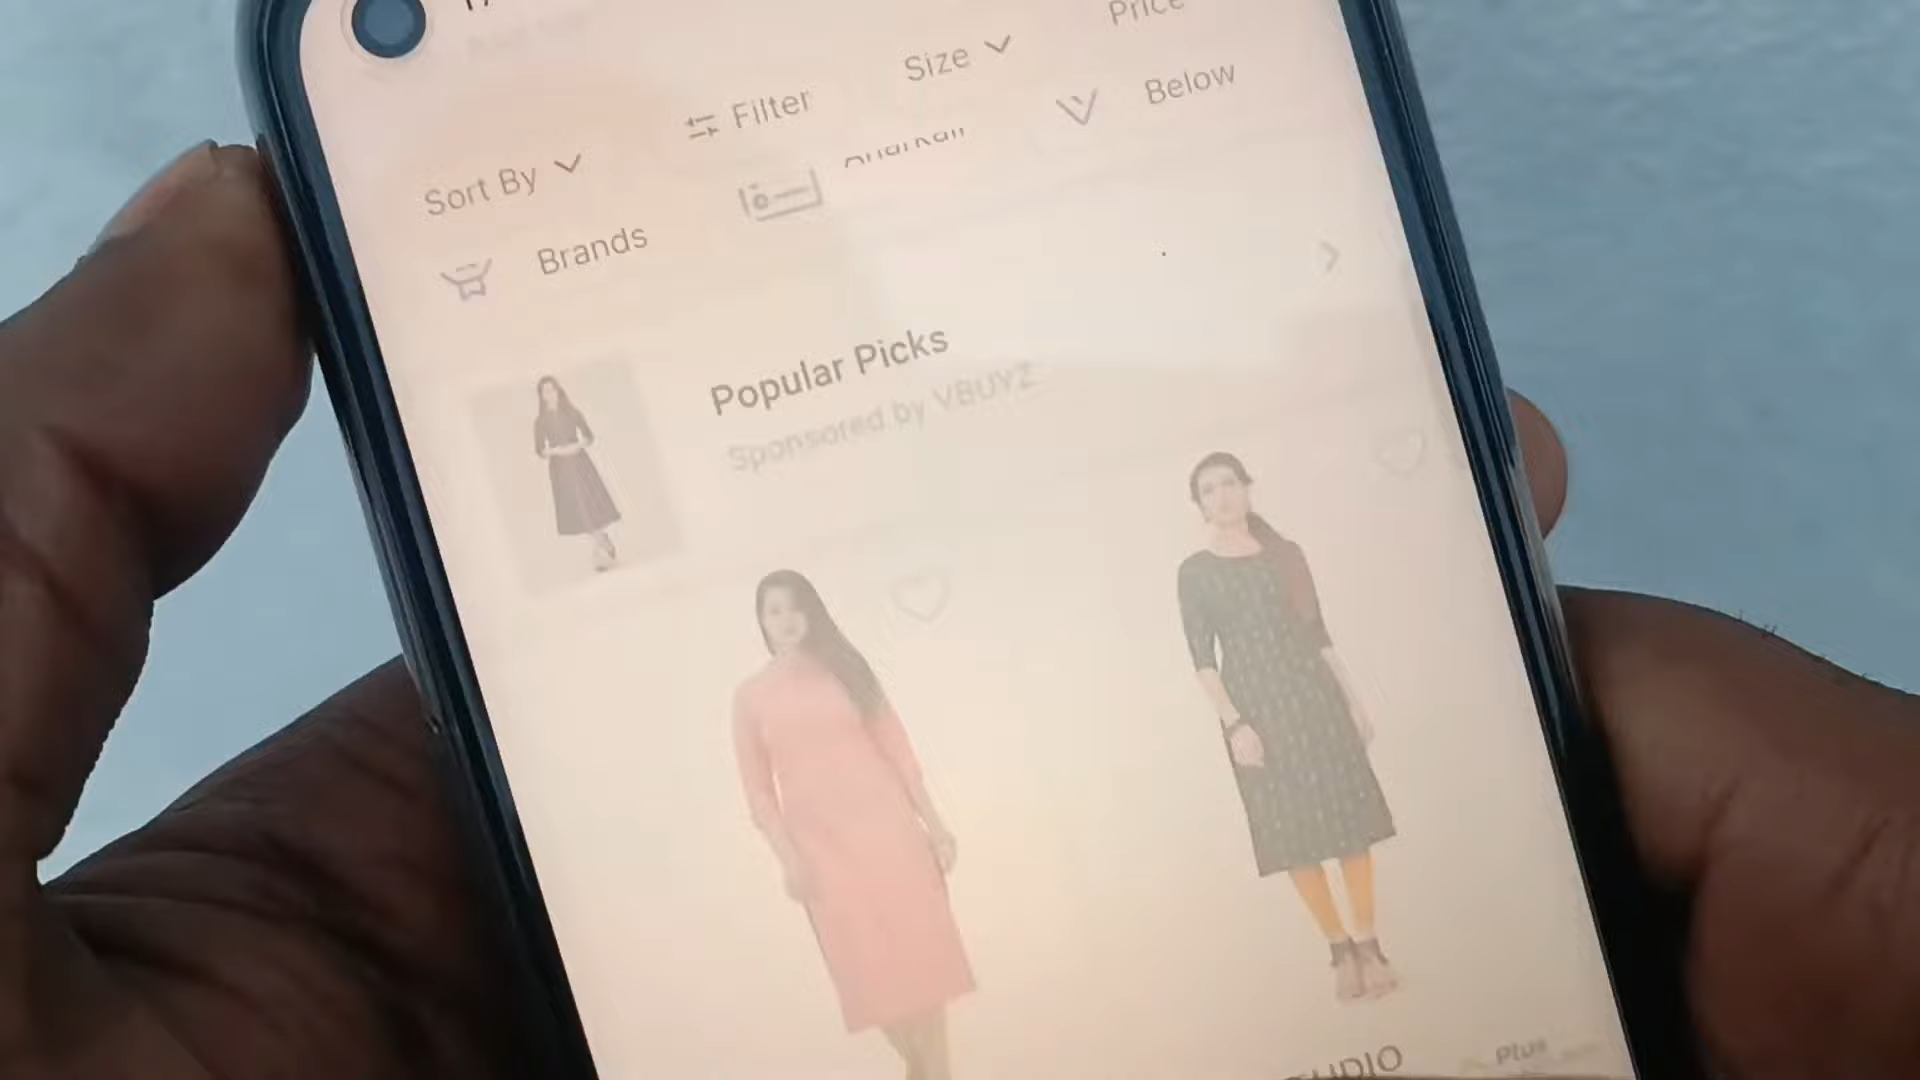 Price
Sort By Filter Size
Brands Below
Popular Picks
Sponsored by VBUYZ
Plus